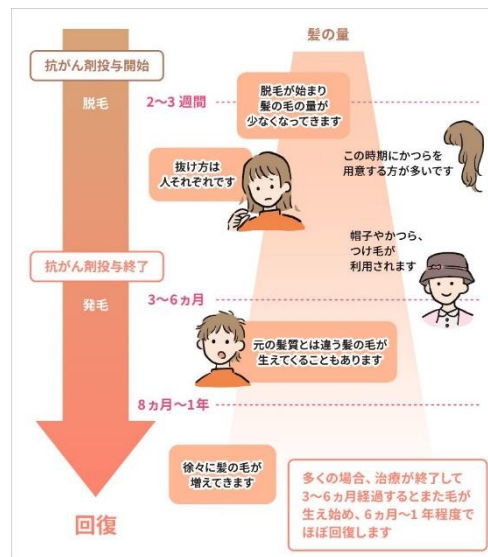 髪の量
抗がん剤投与開始
脱毛
2〜3 週間
脱毛が始まり
髪の毛の量が
少なくなってきます
抜け方は
人それぞれです
この時期にかつらを
用意する方が多いです
帽子やかつら、
つけ毛が
利用されます
抗がん剤投与終了
発毛
3〜6ヵ月
元の髪質とは違う髪の毛が
生えてくることもあります
8ヵ月〜1年
徐々に髪の毛が
増えてきます
多くの場合、治療が終了して
3〜6ヵ月経過するとまた毛が
生え始め、6ヵ月〜1年程度で
ほぼ回復します
回復